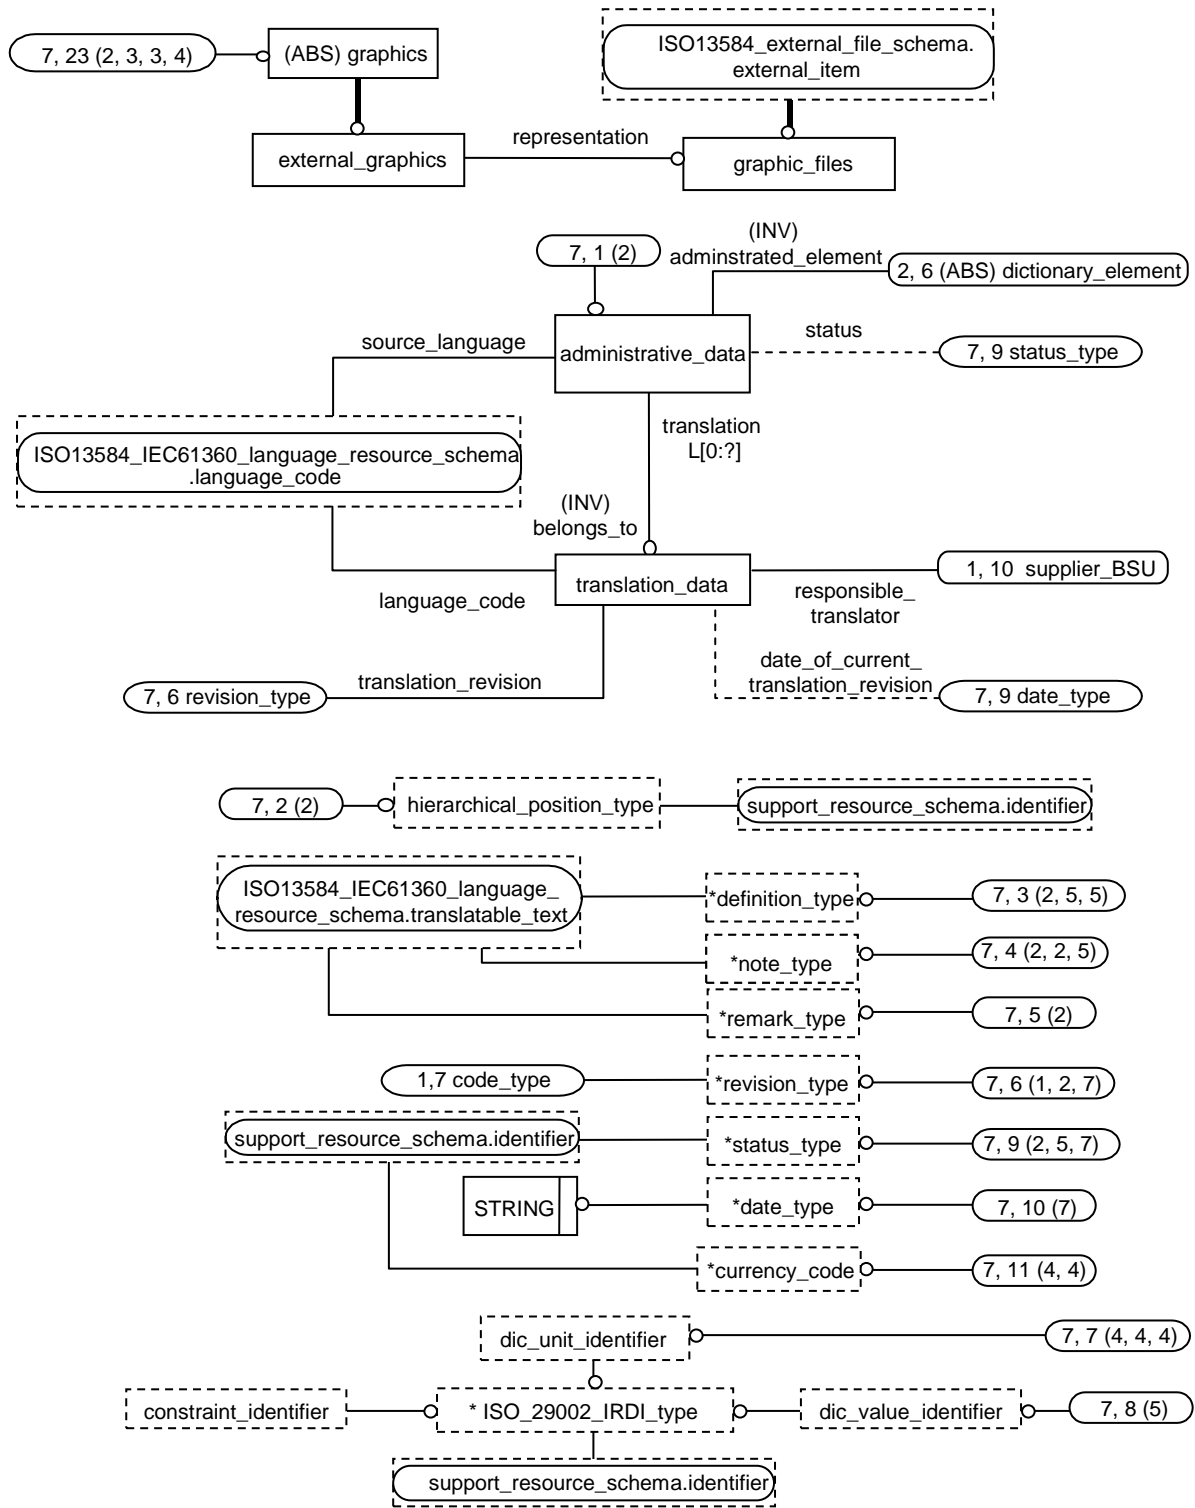 7, 23 (2, 3, 3, 4)
(ABS) graphics
ISO13584_external_file_schema.
external_item
external_graphics
representation
graphic_files
7, 1 (2)
(INV)
adminstrated_element
2, 6 (ABS) dictionary_element
source_language
administrative_data
status
7, 9 status_type
translation
L[0:?]
ISO13584_IEC61360_language_resource_schema
.language_code
(INV)
belongs_to
language_code
translation_data
1, 10 supplier_BSU
responsible_
translator
translation_revision
7, 6 revision_type
date_of_current_
translation_revision
7, 9 date_type
7, 2 (2)
hierarchical_position_type
support_resource_schema.identifier
ISO13584_IEC61360_language_
resource_schema.translatable_text
*definition_type
7, 3 (2, 5, 5)
*note_type
7, 4 (2, 2, 5)
*remark_type
7, 5 (2)
1,7 code_type
*revision_type
7, 6 (1, 2, 7)
support_resource_schema.identifier
*status_type
7, 9 (2, 5, 7)
STRING
*date_type
7, 10 (7)
*currency_code
7, 11 (4, 4)
dic_unit_identifier
7, 7 (4, 4, 4)
constraint_identifier
* ISO_29002_IRDI_type
dic_value_identifier
7, 8 (5)
support_resource_schema.identifier